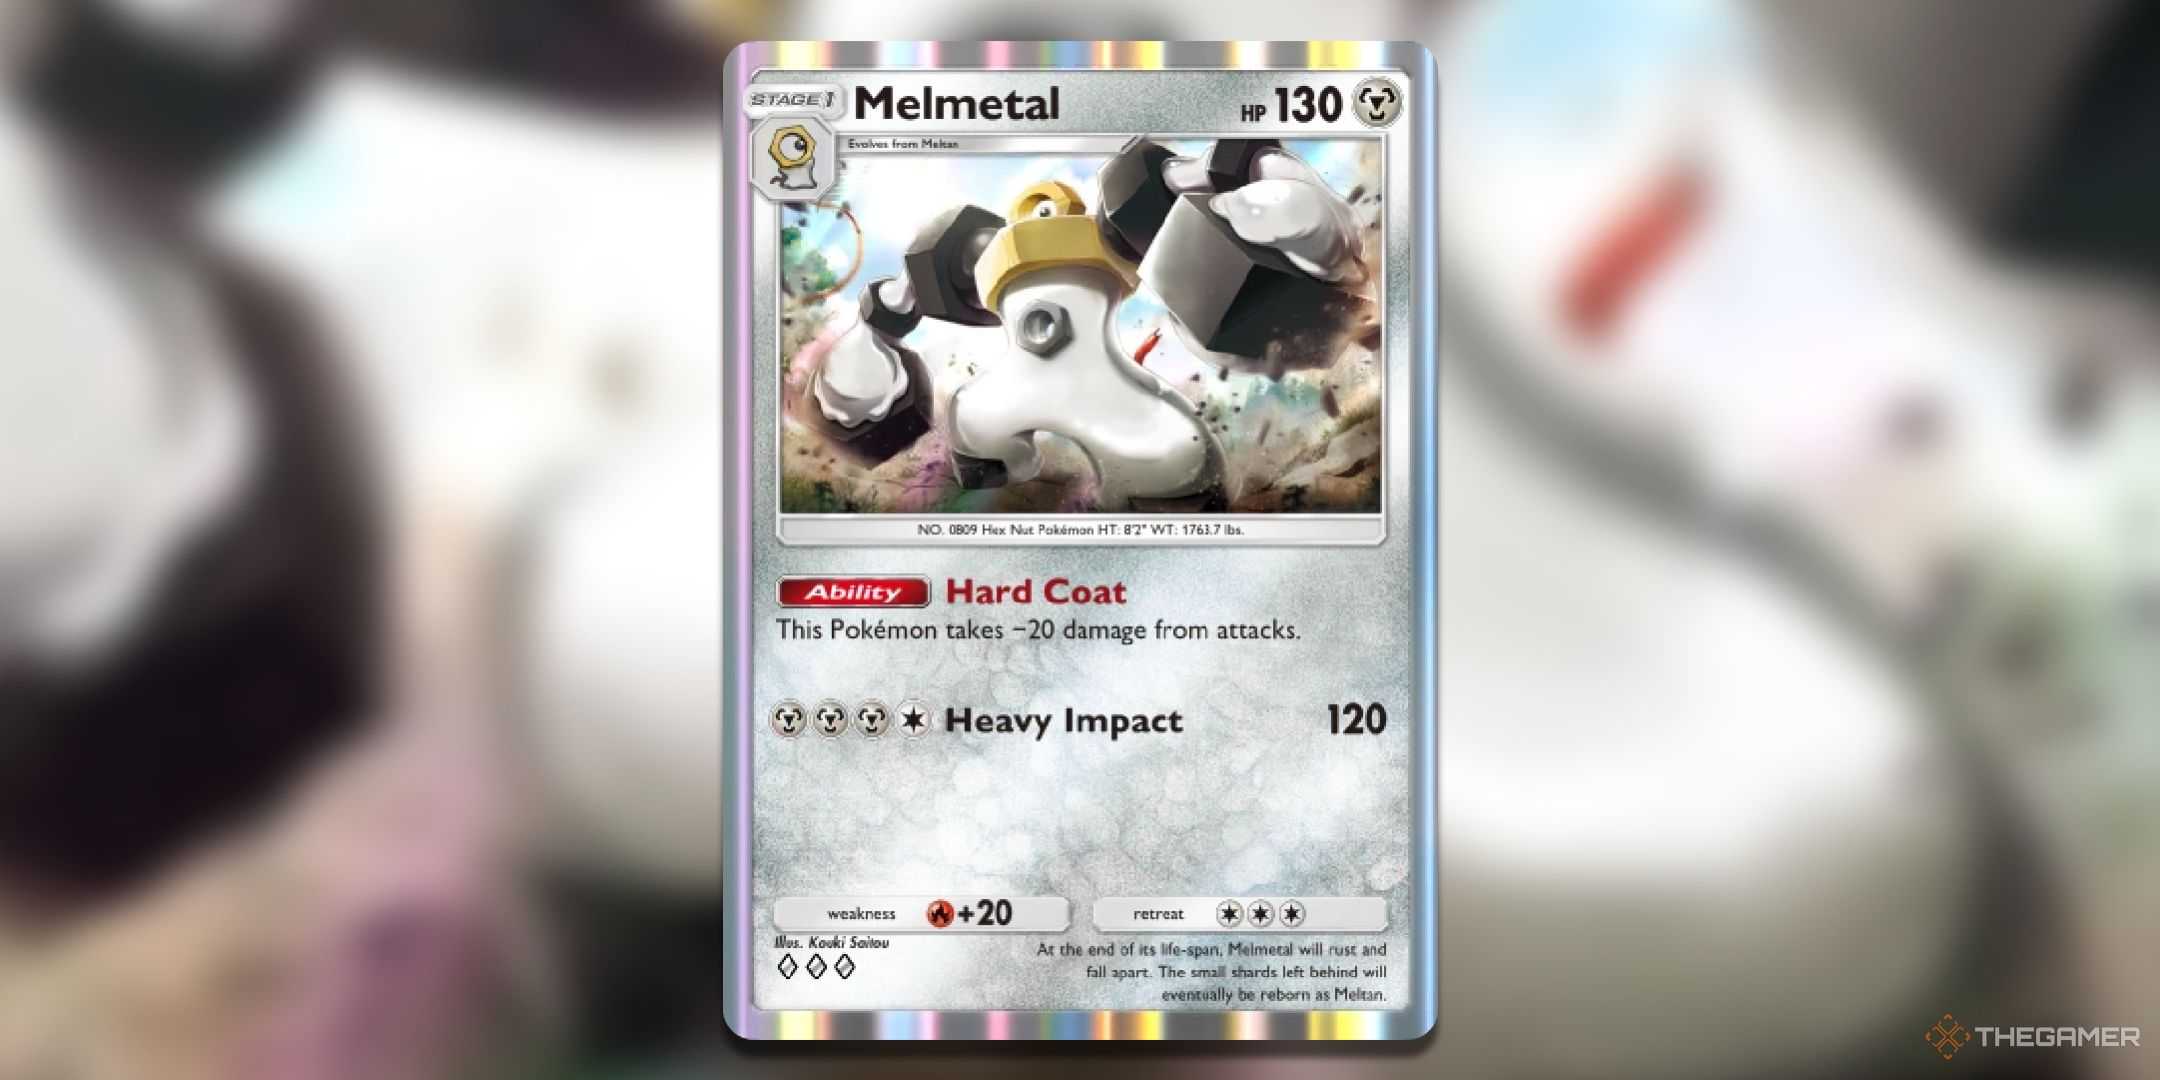 STAGE 1 Melmetal HP 130
Evolves from Meltan
NO. 0809 Hex Nut Pokémon HT: 8'2" WT: 1763.7 lbs.
Ability Hard Coat
This Pokémon takes −20 damage from attacks.
Heavy Impact 120
weakness +20 retreat
Illus. Kouki Saitou
At the end of its life-span, Melmetal will rust and
fall apart. The small shards left behind will
eventually be reborn as Meltan.
THEGAMER